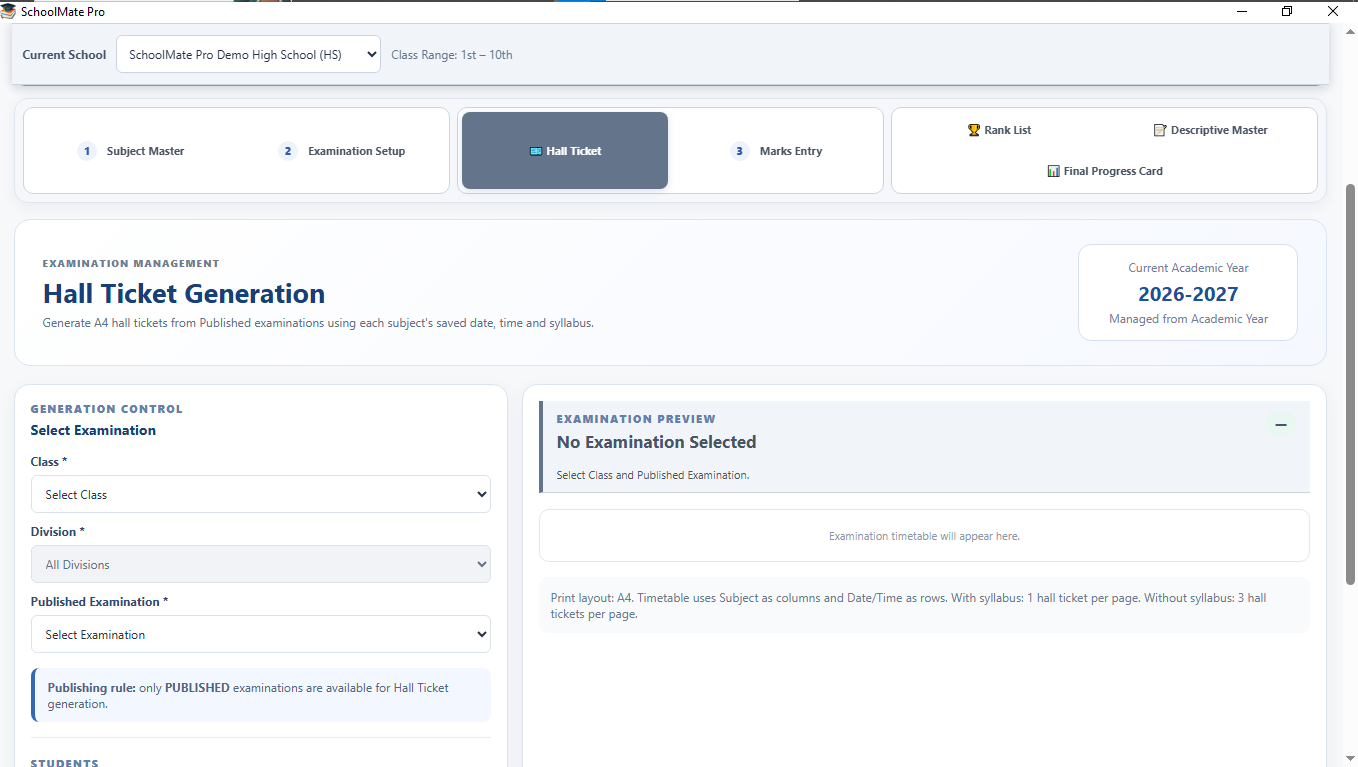 SchoolMate Pro
Current School
SchoolMate Pro Demo High School (HS)
Class Range: 1st – 10th
1 Subject Master
2 Examination Setup
Hall Ticket
3 Marks Entry
Rank List
Descriptive Master
Final Progress Card
EXAMINATION MANAGEMENT
Hall Ticket Generation
Generate A4 hall tickets from Published examinations using each subject's saved date, time and syllabus.
Current Academic Year
2026-2027
Managed from Academic Year
GENERATION CONTROL
Select Examination
Class *
Select Class
Division *
All Divisions
Published Examination *
Select Examination
Publishing rule: only PUBLISHED examinations are available for Hall Ticket
generation.
STUDENTS
EXAMINATION PREVIEW
No Examination Selected
Select Class and Published Examination.
Examination timetable will appear here.
Print layout: A4. Timetable uses Subject as columns and Date/Time as rows. With syllabus: 1 hall ticket per page. Without syllabus: 3 hall
tickets per page.